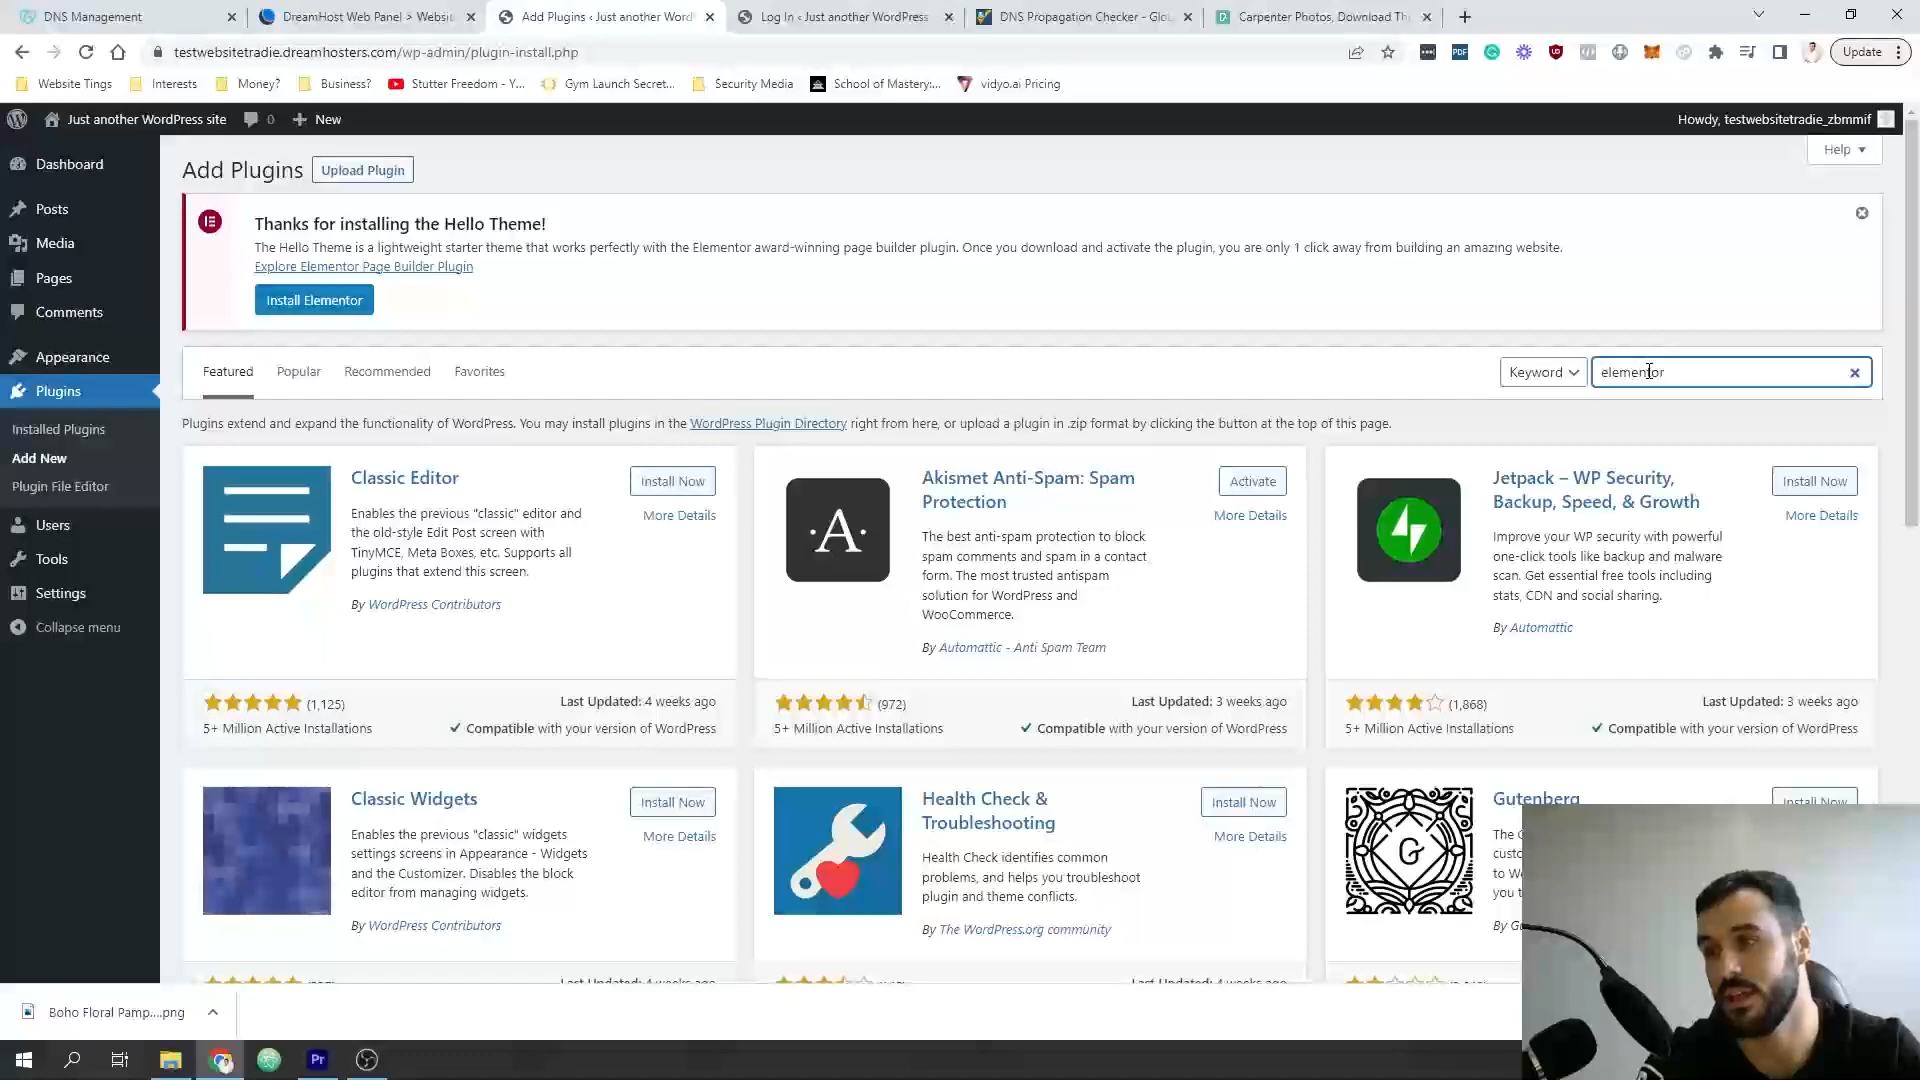 DNS Management
DreamHost Web Panel > Websi
Add Plugins ‹ Just another Word
Log In ‹ Just another WordPress
DNS Propagation Checker - Glo
Carpenter Photos, Download Th
testwebsitetradie.dreamhosters.com/wp-admin/plugin-install.php
PDF
Update
Website Tings
Interests
Money?
Business?
Stutter Freedom - Y...
Gym Launch Secret...
Security Media
School of Mastery:...
vidyo.ai Pricing
Just another WordPress site
0
New
Howdy, testwebsitetradie_zbmmif
Dashboard
Posts
Media
Pages
Comments
Appearance
Plugins
Installed Plugins
Add New
Plugin File Editor
Users
Tools
Settings
Collapse menu
Add Plugins
Upload Plugin
Help
Thanks for installing the Hello Theme!
The Hello Theme is a lightweight starter theme that works perfectly with the Elementor award-winning page builder plugin. Once you download and activate the plugin, you are only 1 click away from building an amazing website.
Explore Elementor Page Builder Plugin
Install Elementor
Featured
Popular
Recommended
Favorites
Keyword
elementor
Plugins extend and expand the functionality of WordPress. You may install plugins in the WordPress Plugin Directory right from here, or upload a plugin in .zip format by clicking the button at the top of this page.
Classic Editor
Install Now
More Details
Enables the previous "classic" editor and
the old-style Edit Post screen with
TinyMCE, Meta Boxes, etc. Supports all
plugins that extend this screen.
By WordPress Contributors
(1,125)
Last Updated: 4 weeks ago
5+ Million Active Installations
Compatible with your version of WordPress
·A·
Akismet Anti-Spam: Spam
Protection
Activate
More Details
The best anti-spam protection to block
spam comments and spam in a contact
form. The most trusted antispam
solution for WordPress and
WooCommerce.
By Automattic - Anti Spam Team
(972)
Last Updated: 3 weeks ago
5+ Million Active Installations
Compatible with your version of WordPress
Jetpack – WP Security,
Backup, Speed, & Growth
Install Now
More Details
Improve your WP security with powerful
one-click tools like backup and malware
scan. Get essential free tools including
stats, CDN and social sharing.
By Automattic
(1,868)
Last Updated: 3 weeks ago
5+ Million Active Installations
Compatible with your version of WordPress
Classic Widgets
Install Now
More Details
Enables the previous "classic" widgets
settings screens in Appearance - Widgets
and the Customizer. Disables the block
editor from managing widgets.
By WordPress Contributors
Last Updated: 4 weeks ago
Health Check &
Troubleshooting
Install Now
More Details
Health Check identifies common
problems, and helps you troubleshoot
plugin and theme conflicts.
By The WordPress.org community
Last Updated: 4 weeks ago
G
Gutenberg
Install Now
The
to
you
By
Boho Floral Pamp....png
Pr